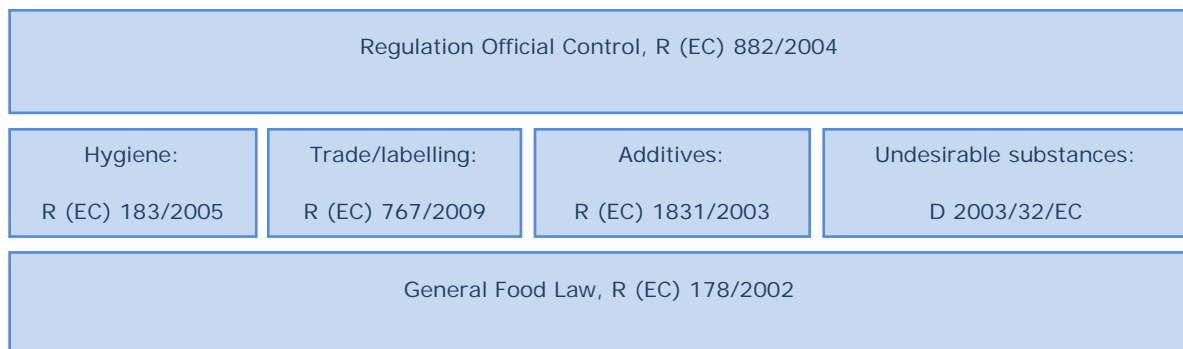 Regulation Official Control, R (EC) 882/2004
Hygiene:
R (EC) 183/2005
Trade/labelling:
R (EC) 767/2009
Additives:
R (EC) 1831/2003
Undesirable substances:
D 2003/32/EC
General Food Law, R (EC) 178/2002